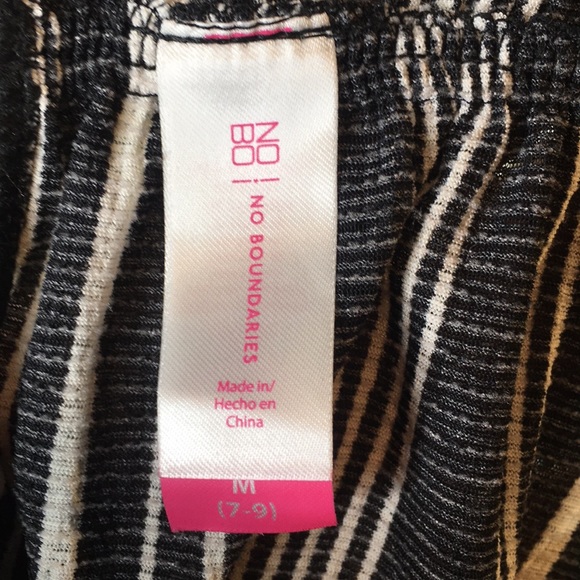 NO!
BO!
NO BOUNDARIES
Made in/
Hecho en
China
M
(7-9)